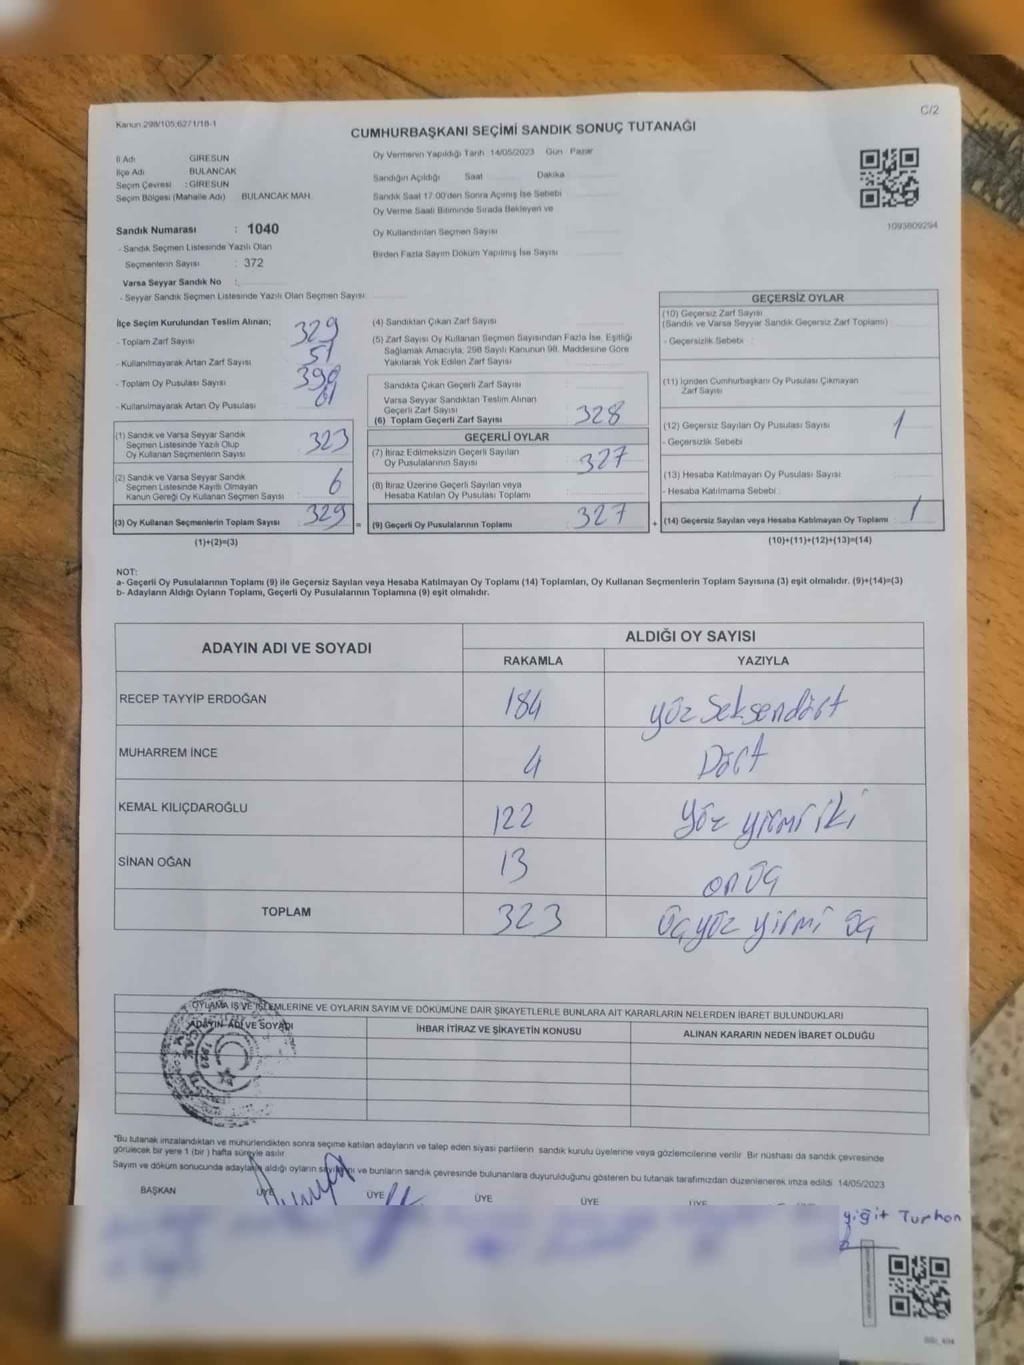 C/2
Kanun:298/105;6271/18-1
CUMHURBAŞKANI SEÇİMİ SANDIK SONUÇ TUTANAĞI
İl Adı GİRESUN
İlçe Adı BULANCAK
Seçim Çevresi : GİRESUN
Seçim Bölgesi (Mahalle Adı) BULANCAK MAH.
Oy Vermenin Yapıldığı Tarih 14/05/2023 Gün Pazar
Sandığın Açıldığı Saat Dakika
Sandık Saat 17.00'den Sonra Açılmış İse Sebebi
Oy Verme Saati Bitiminde Sırada Bekleyen ve
Oy Kullandırılan Seçmen Sayısı
Birden Fazla Sayım Döküm Yapılmış İse Sayısı
1093809294
Sandık Numarası : 1040
- Sandık Seçmen Listesinde Yazılı Olan
Seçmenlerin Sayısı : 372
Varsa Seyyar Sandık No :
- Seyyar Sandık Seçmen Listesinde Yazılı Olan Seçmen Sayısı
İlçe Seçim Kurulundan Teslim Alınan;
- Toplam Zarf Sayısı 329
- Kullanılmayarak Artan Zarf Sayısı 51
- Toplam Oy Pusulası Sayısı 390
- Kullanılmayarak Artan Oy Pusulası 61
(1) Sandık ve Varsa Seyyar Sandık
Seçmen Listesinde Yazılı Olup
Oy Kullanan Seçmenlerin Sayısı 323
(2) Sandık ve Varsa Seyyar Sandık
Seçmen Listesinde Kayıtlı Olmayan
Kanun Gereği Oy Kullanan Seçmen Sayısı 6
(3) Oy Kullanan Seçmenlerin Toplam Sayısı 329
(1)+(2)=(3)
(4) Sandıktan Çıkan Zarf Sayısı
(5) Zarf Sayısı Oy Kullanan Seçmen Sayısından Fazla İse, Eşitliği
Sağlamak Amacıyla, 298 Sayılı Kanunun 98. Maddesine Göre
Yakılarak Yok Edilen Zarf Sayısı
Sandıkta Çıkan Geçerli Zarf Sayısı
Varsa Seyyar Sandıktan Teslim Alınan
Geçerli Zarf Sayısı
(6) Toplam Geçerli Zarf Sayısı 328
GEÇERLİ OYLAR
(7) İtiraz Edilmeksizin Geçerli Sayılan
Oy Pusulalarının Sayısı 327
(8) İtiraz Üzerine Geçerli Sayılan veya
Hesaba Katılan Oy Pusulası Toplamı
= (9) Geçerli Oy Pusulalarının Toplamı 327 +
GEÇERSİZ OYLAR
(10) Geçersiz Zarf Sayısı
(Sandık ve Varsa Seyyar Sandık Geçersiz Zarf Toplamı)
- Geçersizlik Sebebi :
(11) İçinden Cumhurbaşkanı Oy Pusulası Çıkmayan
Zarf Sayısı
(12) Geçersiz Sayılan Oy Pusulası Sayısı 1
- Geçersizlik Sebebi
(13) Hesaba Katılmayan Oy Pusulası Sayısı
- Hesaba Katılmama Sebebi :
(14) Geçersiz Sayılan veya Hesaba Katılmayan Oy Toplamı 1
(10)+(11)+(12)+(13)=(14)
NOT:
a- Geçerli Oy Pusulalarının Toplamı (9) ile Geçersiz Sayılan veya Hesaba Katılmayan Oy Toplamı (14) Toplamları, Oy Kullanan Seçmenlerin Toplam Sayısına (3) eşit olmalıdır. (9)+(14)=(3)
b- Adayların Aldığı Oyların Toplamı, Geçerli Oy Pusulalarının Toplamına (9) eşit olmalıdır.
ADAYIN ADI VE SOYADI ALDIĞI OY SAYISI
RAKAMLA YAZIYLA
RECEP TAYYİP ERDOĞAN 184 yüz seksendört
MUHARREM İNCE 4 Dört
KEMAL KILIÇDAROĞLU 122 yüz yirmi iki
SİNAN OĞAN 13 on üç
TOPLAM 323 üçyüz yirmi üç
OYLAMA İŞ VE İŞLEMLERİNE VE OYLARIN SAYIM VE DÖKÜMÜNE DAİR ŞİKAYETLERLE BUNLARA AİT KARARLARIN NELERDEN İBARET BULUNDUKLARI
ADAYIN ADI VE SOYADI İHBAR İTİRAZ VE ŞİKAYETİN KONUSU ALINAN KARARIN NEDEN İBARET OLDUĞU
*Bu tutanak imzalandıktan ve mühürlendikten sonra seçime katılan adayların ve talep eden siyasi partilerin sandık kurulu üyelerine veya gözlemcilerine verilir. Bir nüshası da sandık çevresinde
görülecek bir yere 1 (bir) hafta süreyle asılır.
Sayım ve döküm sonucunda adayların aldığı oyların sayısını ve bunların sandık çevresinde bulunanlara duyurulduğunu gösteren bu tutanak tarafımızdan düzenlenerek imza edildi. 14/05/2023
BAŞKAN ÜYE ÜYE ÜYE ÜYE ÜYE ÜYE
yiğit Turhan